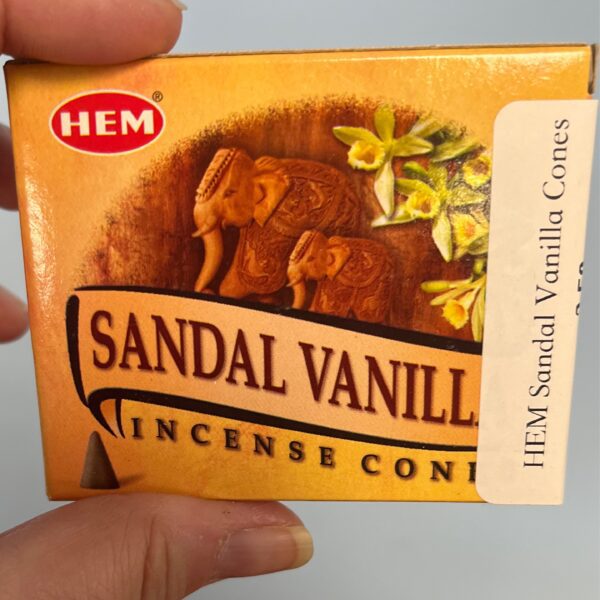 HEM®
SANDAL VANILL
INCENSE CON
HEM Sandal Vanilla Cones